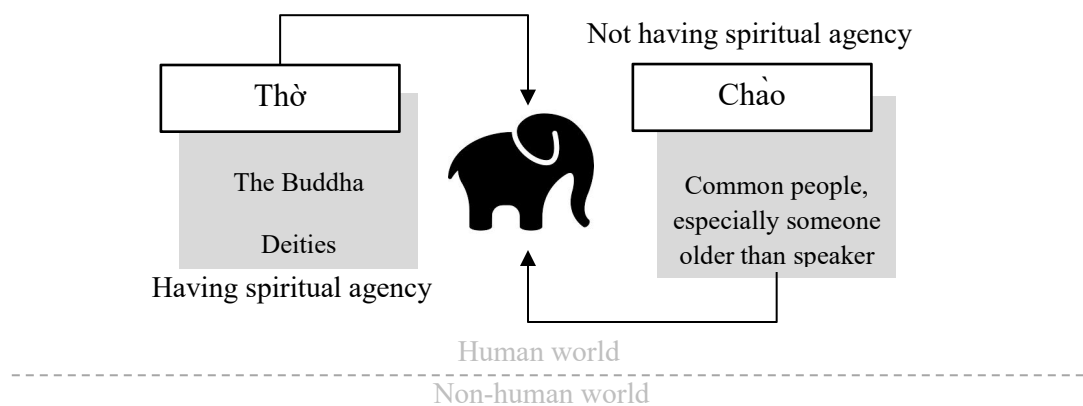 Not having spiritual agency
Thờ
Chào
The Buddha
Deities
Common people,
especially someone
older than speaker
Having spiritual agency
Human world
Non-human world